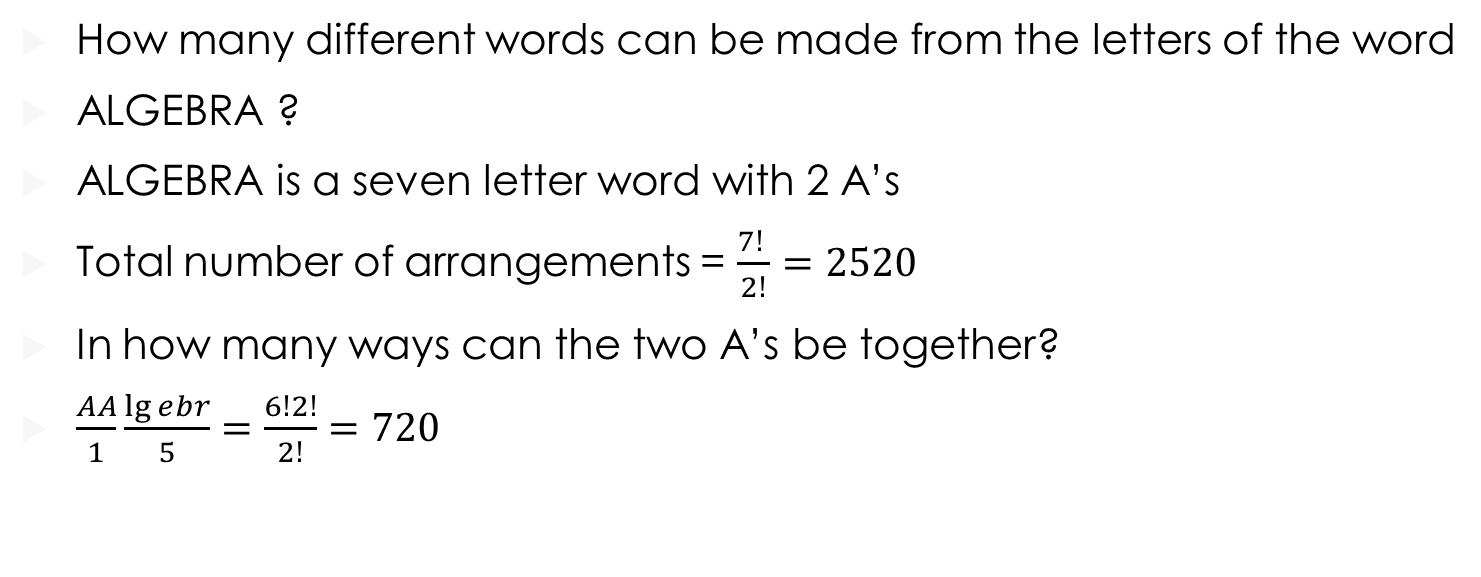 How many different words can be made from the letters of the word
ALGEBRA ?
ALGEBRA is a seven letter word with 2 A's
Total number of arrangements = 7!/2! = 2520
In how many ways can the two A's be together?
AA/1 lg ebr/5 = 6!2!/2! = 720